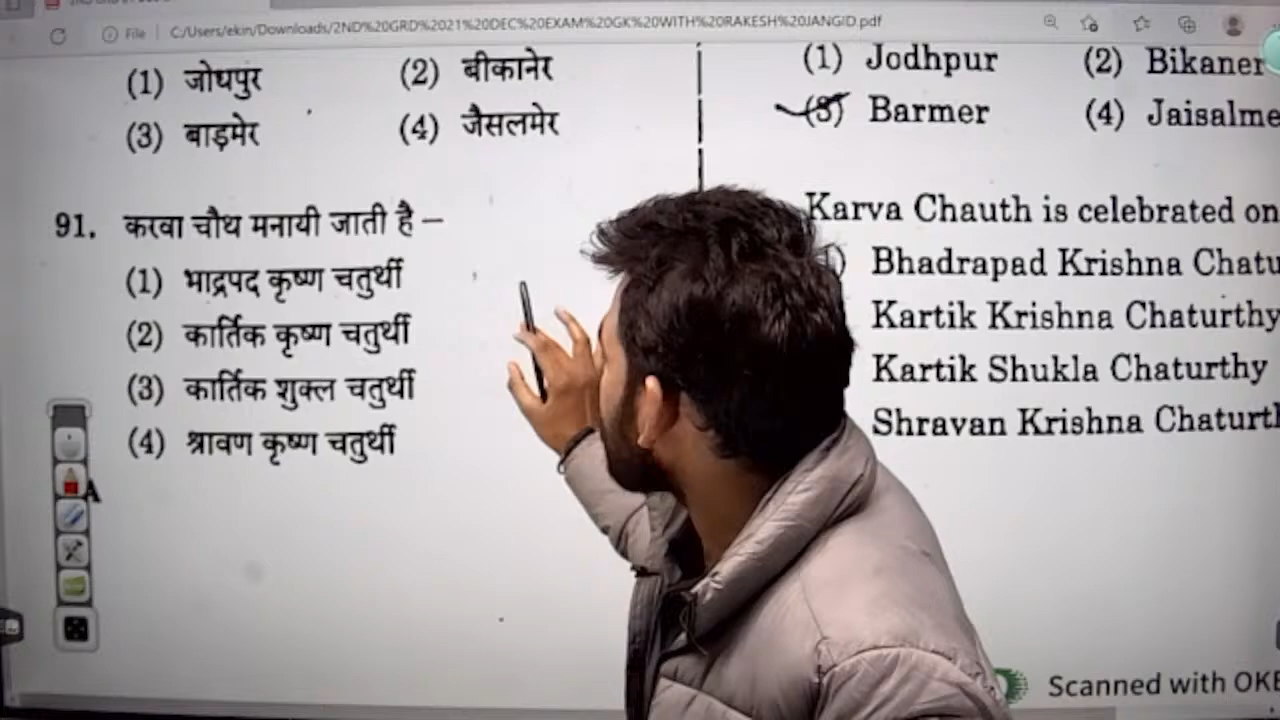 File C:/Users/ekin/Downloads/2ND%20GRD%202021%20DEC%20EXAM%20GK%20WITH%20RAKESH%20JANGID.pdf
(1) जोधपुर (2) बीकानेर
(3) बाड़मेर (4) जैसलमेर
91. करवा चौथ मनायी जाती है –
(1) भाद्रपद कृष्ण चतुर्थी
(2) कार्तिक कृष्ण चतुर्थी
(3) कार्तिक शुक्ल चतुर्थी
(4) श्रावण कृष्ण चतुर्थी
A
(1) Jodhpur (2) Bikaner
(3) Barmer (4) Jaisalme
Karva Chauth is celebrated on
Bhadrapad Krishna Chatu
Kartik Krishna Chaturthy
Kartik Shukla Chaturthy
Shravan Krishna Chaturt
Scanned with OKE